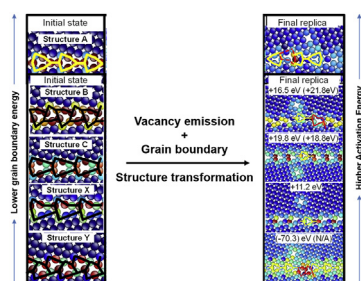 Lower grain boundary energy
Initial state
Structure A
Initial state
Structure B
Structure C
Structure X
Structure Y
Vacancy emission
+
Grain boundary
Structure transformation
Final replica
Final replica
+16.5 eV (+21.8eV)
+19.8 eV (+18.8eV)
+11.2 eV
(-70.3) eV (N/A)
Higher Activation Energy